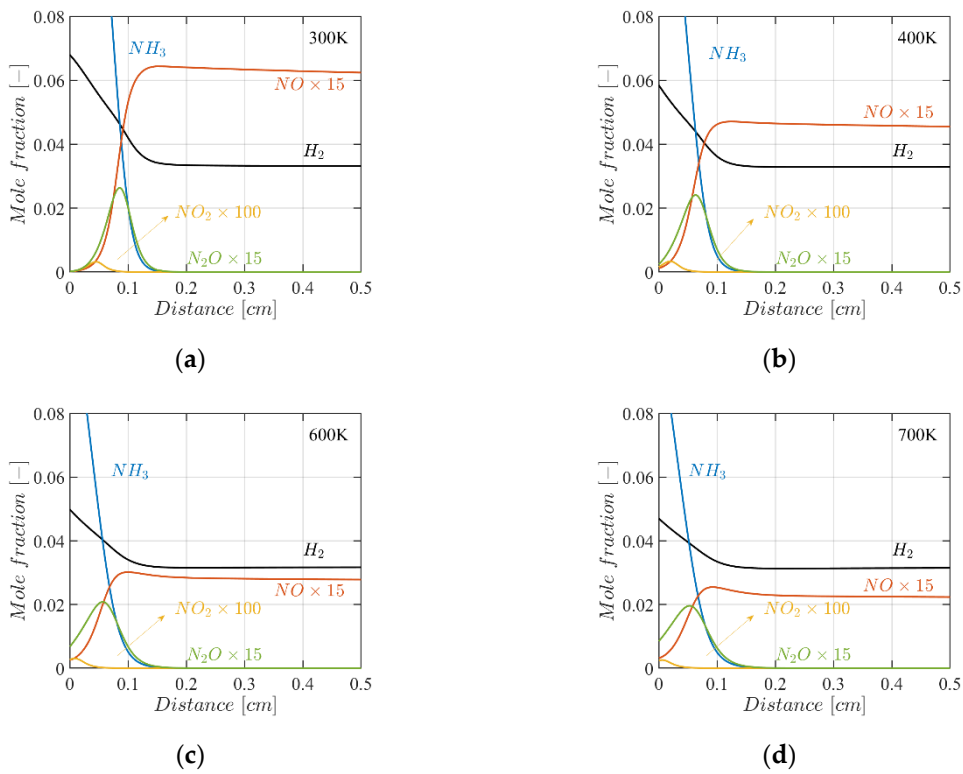 0.08
0.06
0.04
0.02
0
Mole fraction [−]
300K
NH3
NO × 15
H2
NO2 × 100
N2O × 15
0 0.1 0.2 0.3 0.4 0.5
Distance [cm]
(a)
0.08
0.06
0.04
0.02
0
Mole fraction [−]
400K
NH3
NO × 15
H2
NO2 × 100
N2O × 15
0 0.1 0.2 0.3 0.4 0.5
Distance [cm]
(b)
0.08
0.06
0.04
0.02
0
Mole fraction [−]
600K
NH3
H2
NO × 15
NO2 × 100
N2O × 15
0 0.1 0.2 0.3 0.4 0.5
Distance [cm]
(c)
0.08
0.06
0.04
0.02
0
Mole fraction [−]
700K
NH3
H2
NO × 15
NO2 × 100
N2O × 15
0 0.1 0.2 0.3 0.4 0.5
Distance [cm]
(d)